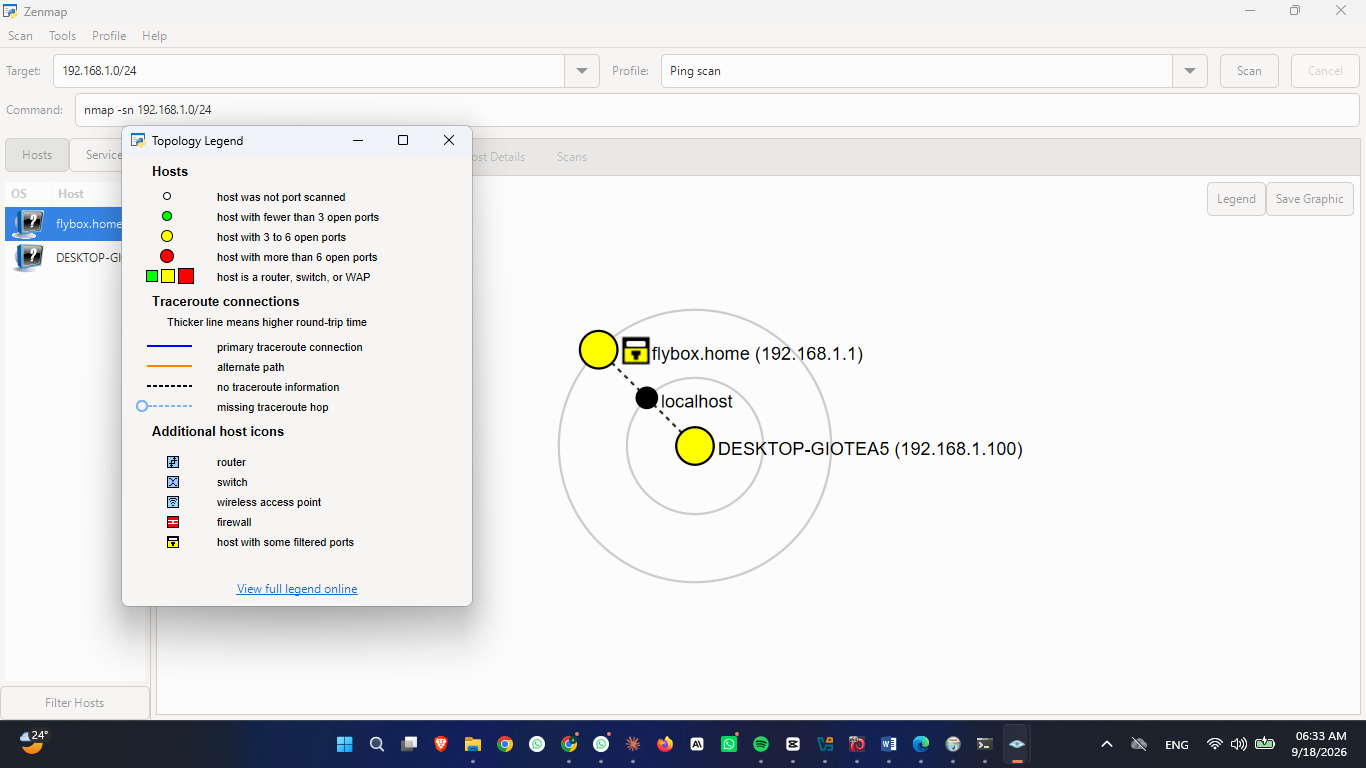 Zenmap
Scan Tools Profile Help
Target: 192.168.1.0/24 Profile: Ping scan Scan Cancel
Command: nmap -sn 192.168.1.0/24
Hosts Service ost Details Scans
OS Host
flybox.home
DESKTOP-GI
Filter Hosts
Topology Legend
Hosts
host was not port scanned
host with fewer than 3 open ports
host with 3 to 6 open ports
host with more than 6 open ports
host is a router, switch, or WAP
Traceroute connections
Thicker line means higher round-trip time
primary traceroute connection
alternate path
no traceroute information
missing traceroute hop
Additional host icons
router
switch
wireless access point
firewall
host with some filtered ports
View full legend online
Legend Save Graphic
flybox.home (192.168.1.1)
localhost
DESKTOP-GIOTEA5 (192.168.1.100)
24°
ENG
06:33 AM
9/18/2026